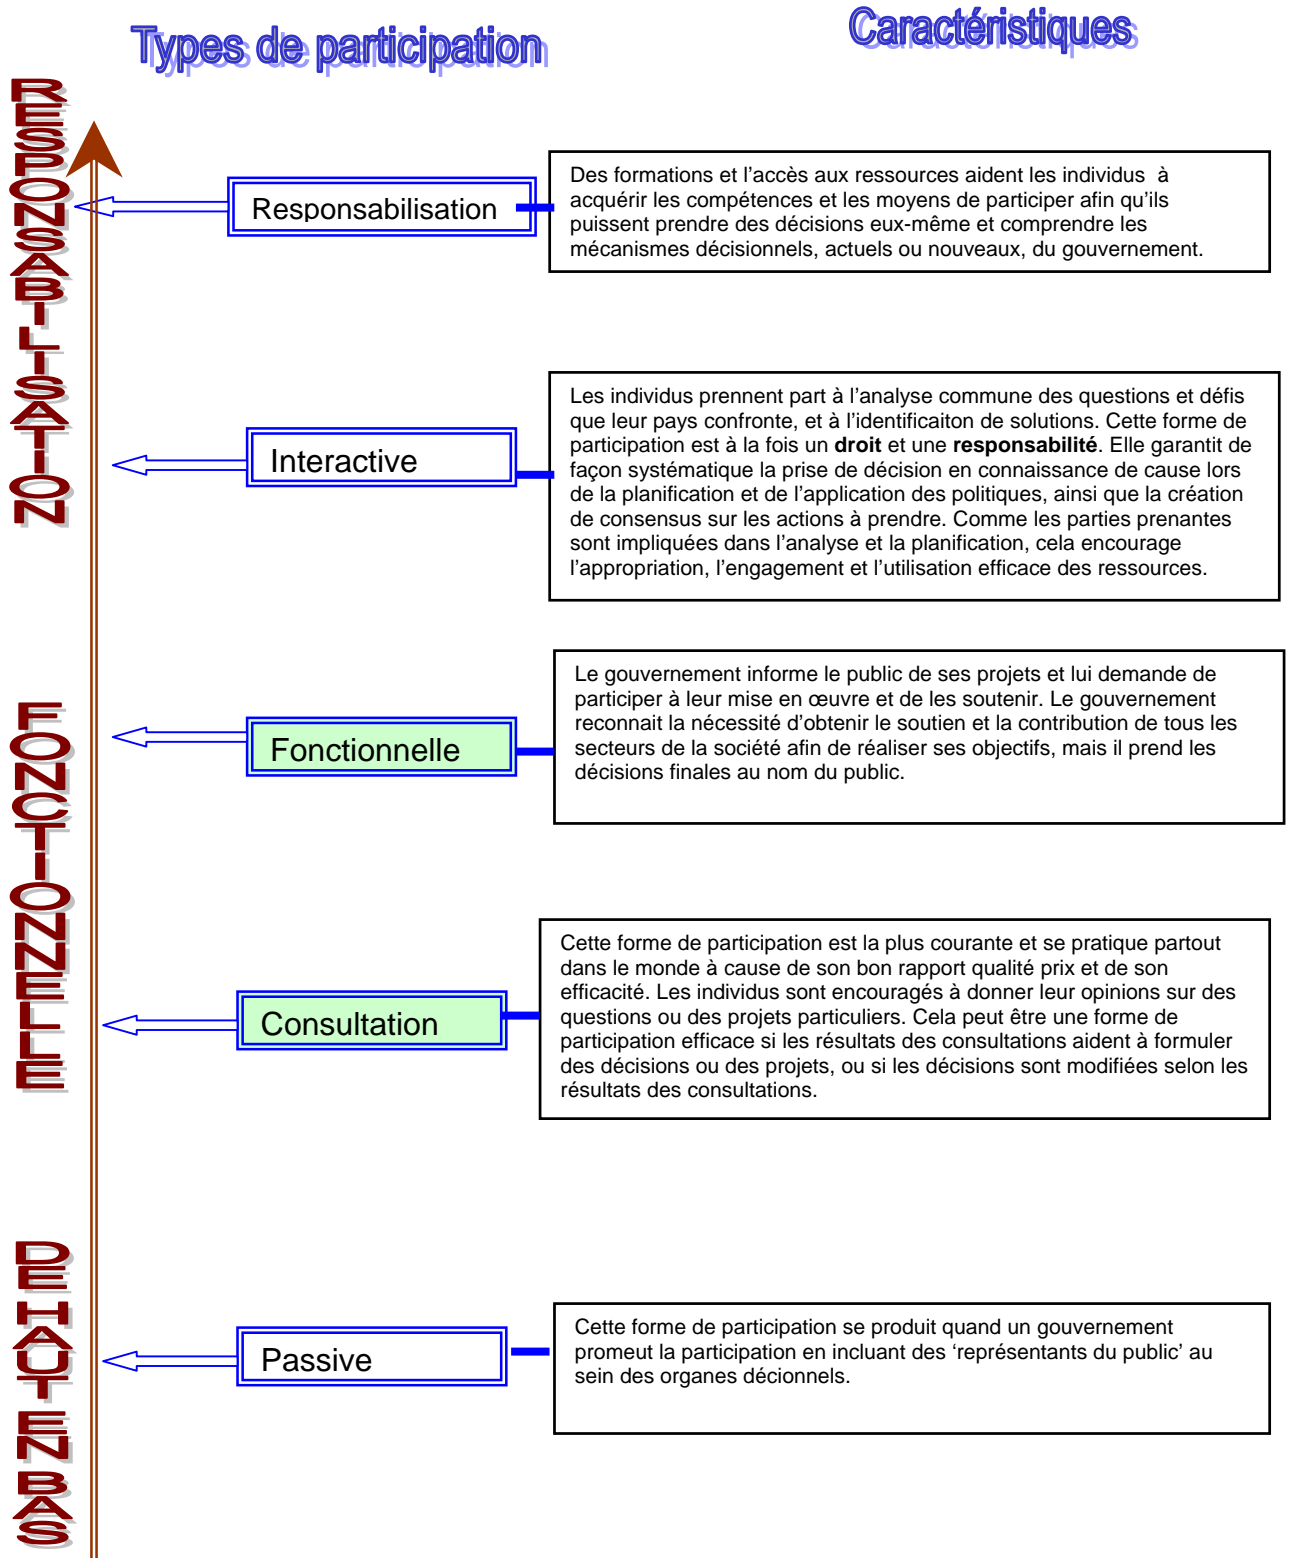 Types de participation
Caractéristiques
RESPONSABILISATION
Responsabilisation
Des formations et l’accès aux ressources aident les individus à
acquérir les compétences et les moyens de participer afin qu’ils
puissent prendre des décisions eux-même et comprendre les
mécanismes décisionnels, actuels ou nouveaux, du gouvernement.
Interactive
Les individus prennent part à l’analyse commune des questions et défis
que leur pays confronte, et à l’identificaiton de solutions. Cette forme de
participation est à la fois un droit et une responsabilité. Elle garantit de
façon systématique la prise de décision en connaissance de cause lors
de la planification et de l’application des politiques, ainsi que la création
de consensus sur les actions à prendre. Comme les parties prenantes
sont impliquées dans l’analyse et la planification, cela encourage
l’appropriation, l’engagement et l’utilisation efficace des ressources.
FONCTIONNELLE
Fonctionnelle
Le gouvernement informe le public de ses projets et lui demande de
participer à leur mise en œuvre et de les soutenir. Le gouvernement
reconnait la nécessité d’obtenir le soutien et la contribution de tous les
secteurs de la société afin de réaliser ses objectifs, mais il prend les
décisions finales au nom du public.
Consultation
Cette forme de participation est la plus courante et se pratique partout
dans le monde à cause de son bon rapport qualité prix et de son
efficacité. Les individus sont encouragés à donner leur opinions sur des
questions ou des projets particuliers. Cela peut être une forme de
participation efficace si les résultats des consultations aident à formuler
des décisions ou des projets, ou si les décisions sont modifiées selon les
résultats des consultations.
DE HAUT EN BAS
Passive
Cette forme de participation se produit quand un gouvernement
promeut la participation en incluant des ‘représentants du public’ au
sein des organes décionnels.